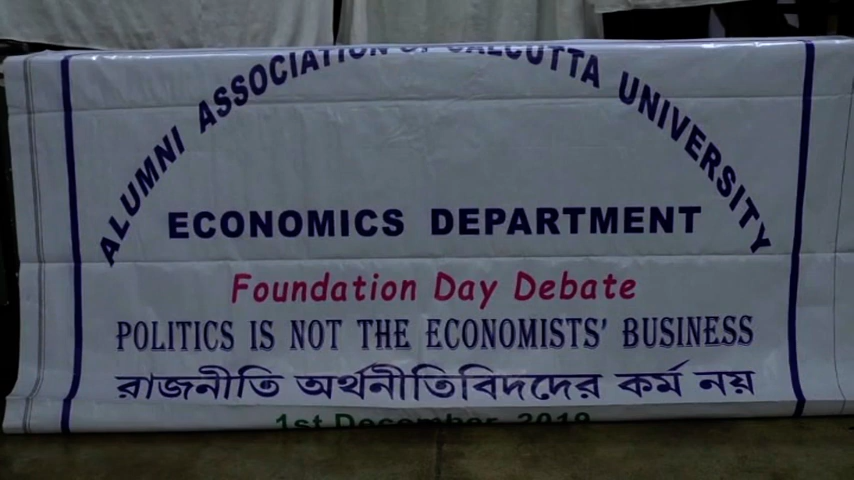 ALUMNI ASSOCIATION OF CALCUTTA UNIVERSITY
ECONOMICS DEPARTMENT
Foundation Day Debate
POLITICS IS NOT THE ECONOMISTS' BUSINESS
রাজনীতি অর্থনীতিবিদদের কর্ম নয়
1st December, 2019